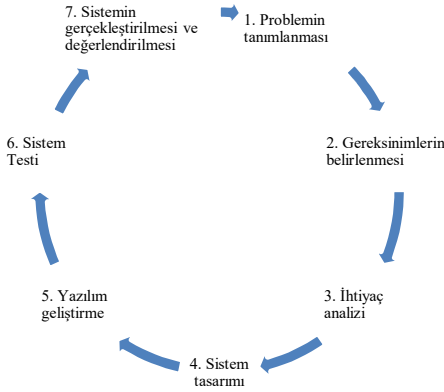 1. Problemin
tanımlanması
2. Gereksinimlerin
belirlenmesi
3. İhtiyaç
analizi
4. Sistem
tasarımı
5. Yazılım
geliştirme
6. Sistem
Testi
7. Sistemin
gerçekleştirilmesi ve
değerlendirilmesi